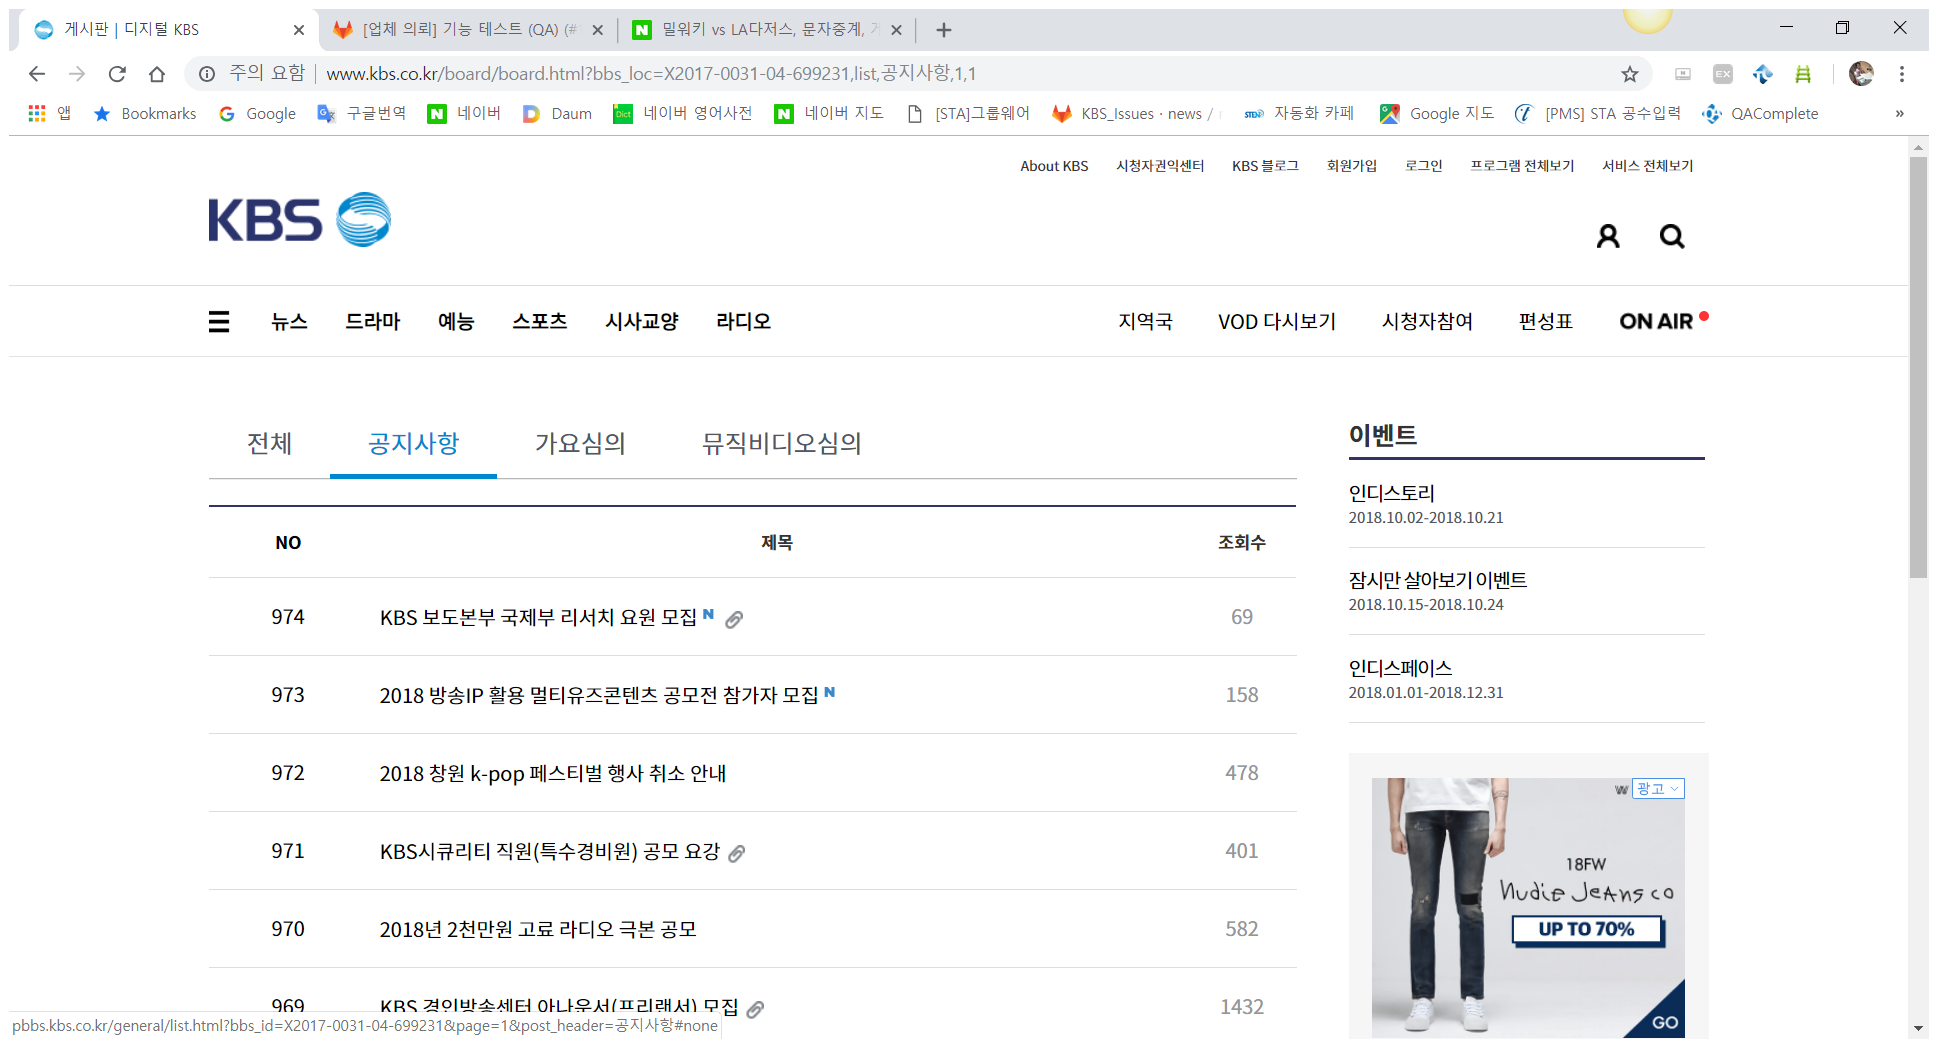 게시판 | 디지털 KBS
[업체 의뢰] 기능 테스트 (QA) (#
밀워키 vs LA다저스, 문자중계,
주의 요함 | www.kbs.co.kr/board/board.html?bbs_loc=X2017-0031-04-699231,list,공지사항,1,1
EX
앱 Bookmarks Google 구글번역 네이버 Daum 네이버 영어사전 네이버 지도 [STA]그룹웨어 KBS_Issues · news / 자동화 카페 Google 지도 [PMS] STA 공수입력 QAComplete »
About KBS 시청자권익센터 KBS 블로그 회원가입 로그인 프로그램 전체보기 서비스 전체보기
KBS
뉴스 드라마 예능 스포츠 시사교양 라디오 지역국 VOD 다시보기 시청자참여 편성표 ON AIR
전체 공지사항 가요심의 뮤직비디오심의
NO 제목 조회수
974 KBS 보도본부 국제부 리서치 요원 모집 N 69
973 2018 방송IP 활용 멀티유즈콘텐츠 공모전 참가자 모집 N 158
972 2018 창원 k-pop 페스티벌 행사 취소 안내 478
971 KBS시큐리티 직원(특수경비원) 공모 요강 401
970 2018년 2천만원 고료 라디오 극본 공모 582
969 KBS 경인방송센터 아나운서(프리랜서) 모집 1432
이벤트
인디스토리
2018.10.02-2018.10.21
잠시만 살아보기 이벤트
2018.10.15-2018.10.24
인디스페이스
2018.01.01-2018.12.31
광고
18FW
nudie jeans co
UP TO 70%
GO
pbbs.kbs.co.kr/general/list.html?bbs_id=X2017-0031-04-699231&page=1&post_header=공지사항#none